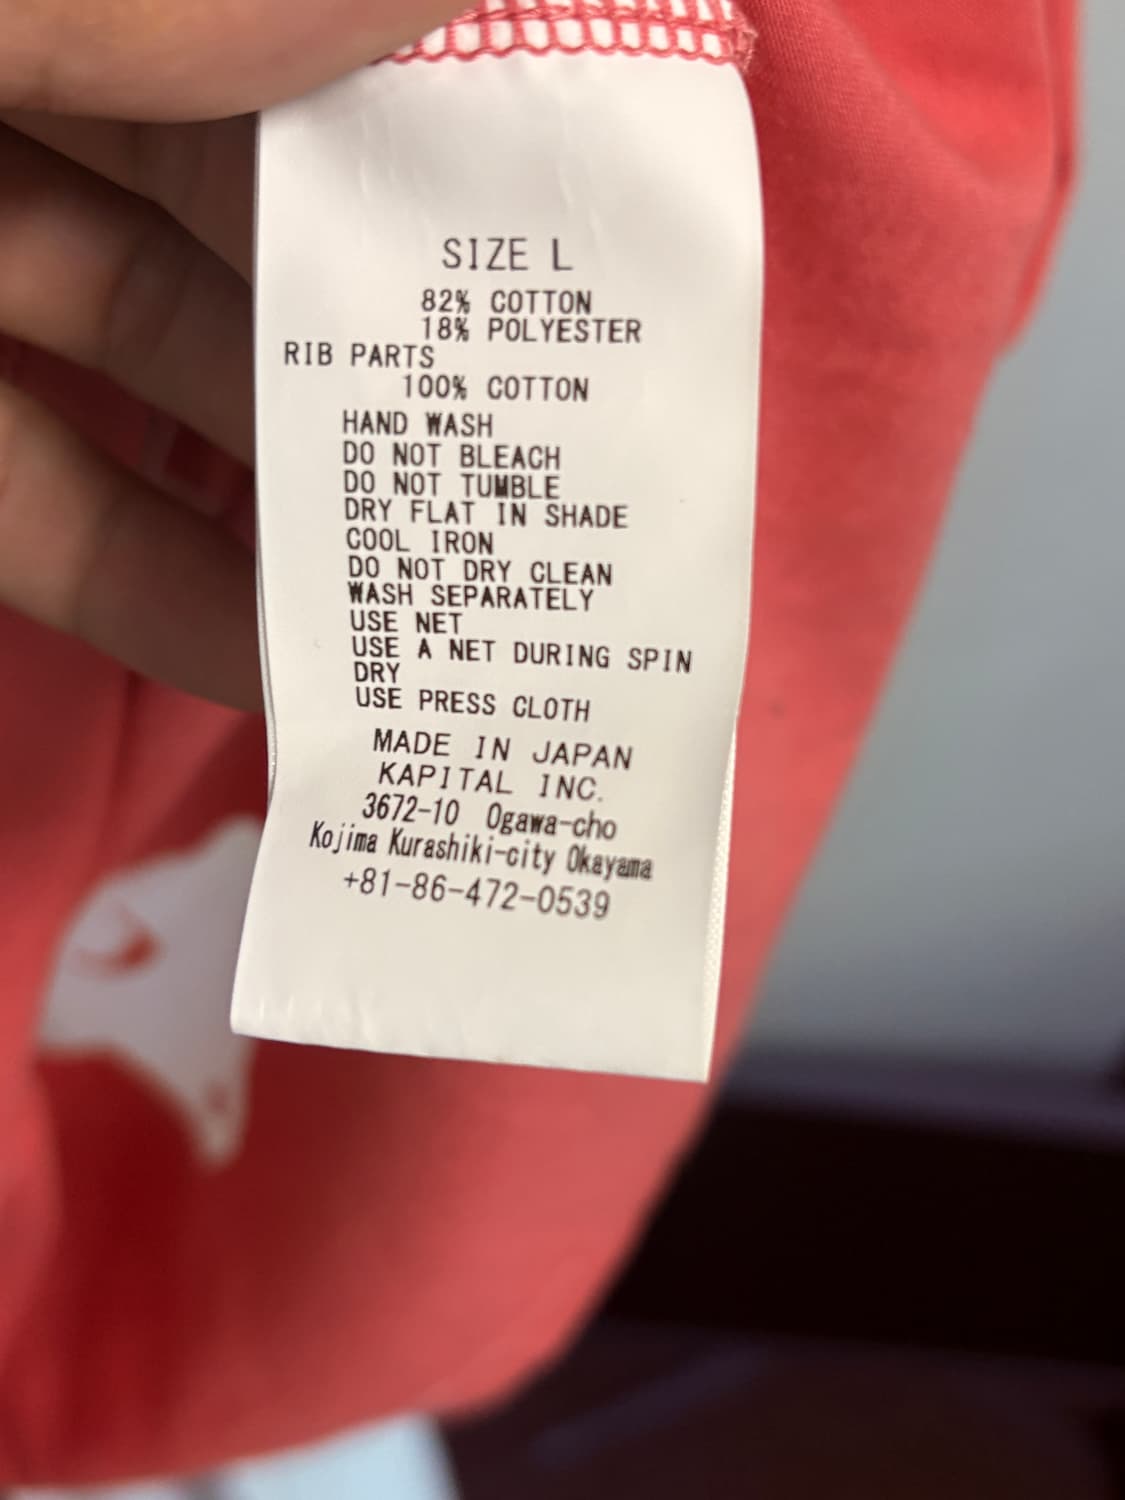 SIZE L
82% COTTON
18% POLYESTER
RIB PARTS
100% COTTON
HAND WASH
DO NOT BLEACH
DO NOT TUMBLE
DRY FLAT IN SHADE
COOL IRON
DO NOT DRY CLEAN
WASH SEPARATELY
USE NET
USE A NET DURING SPIN
DRY
USE PRESS CLOTH
MADE IN JAPAN
KAPITAL INC.
3672-10 Ogawa-cho
Kojima Kurashiki-city Okayama
+81-86-472-0539